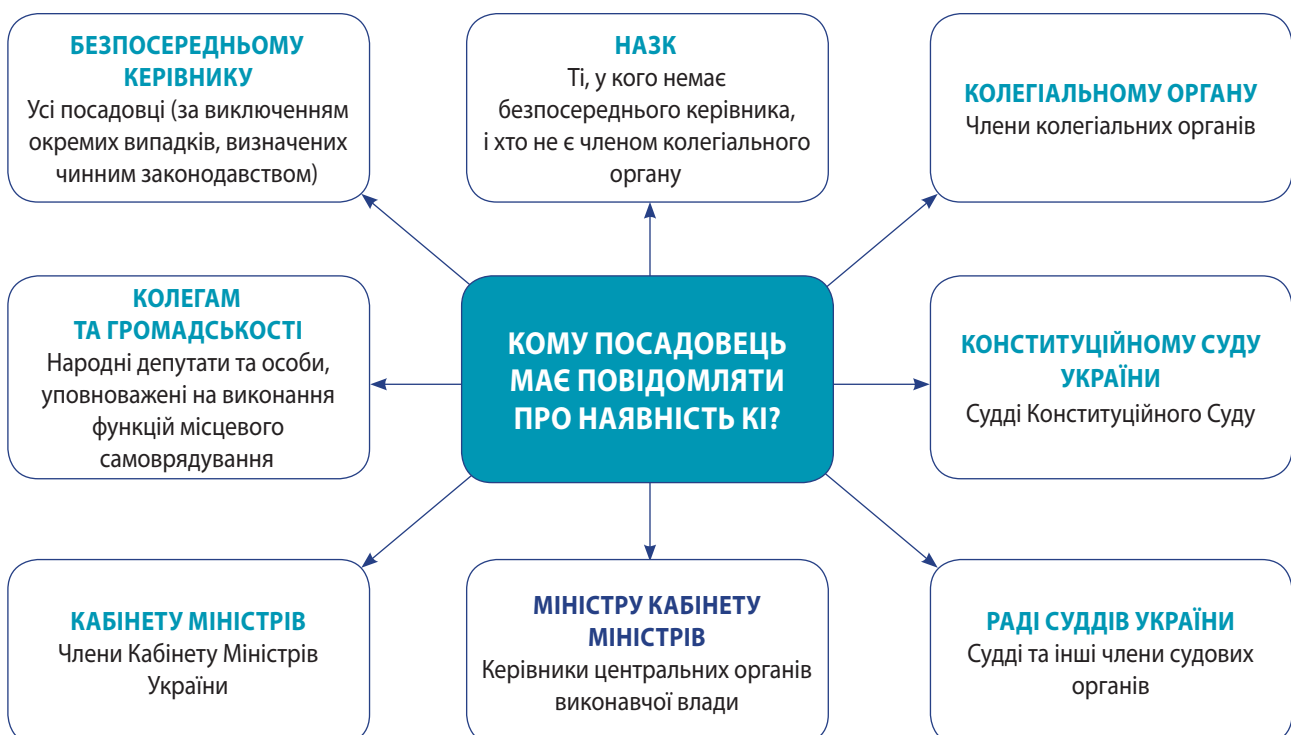 БЕЗПОСЕРЕДНЬОМУ
КЕРІВНИКУ
Усі посадовці (за виключенням
окремих випадків, визначених
чинним законодавством)
НАЗК
Ті, у кого немає
безпосереднього керівника,
і хто не є членом колегіального
органу
КОЛЕГІАЛЬНОМУ ОРГАНУ
Члени колегіальних органів
КОЛЕГАМ
ТА ГРОМАДСЬКОСТІ
Народні депутати та особи,
уповноважені на виконання
функцій місцевого
самоврядування
КОМУ ПОСАДОВЕЦЬ
МАЄ ПОВІДОМЛЯТИ
ПРО НАЯВНІСТЬ КІ?
КОНСТИТУЦІЙНОМУ СУДУ
УКРАЇНИ
Судді Конституційного Суду
КАБІНЕТУ МІНІСТРІВ
Члени Кабінету Міністрів
України
МІНІСТРУ КАБІНЕТУ
МІНІСТРІВ
Керівники центральних органів
виконавчої влади
РАДІ СУДДІВ УКРАЇНИ
Судді та інші члени судових
органів